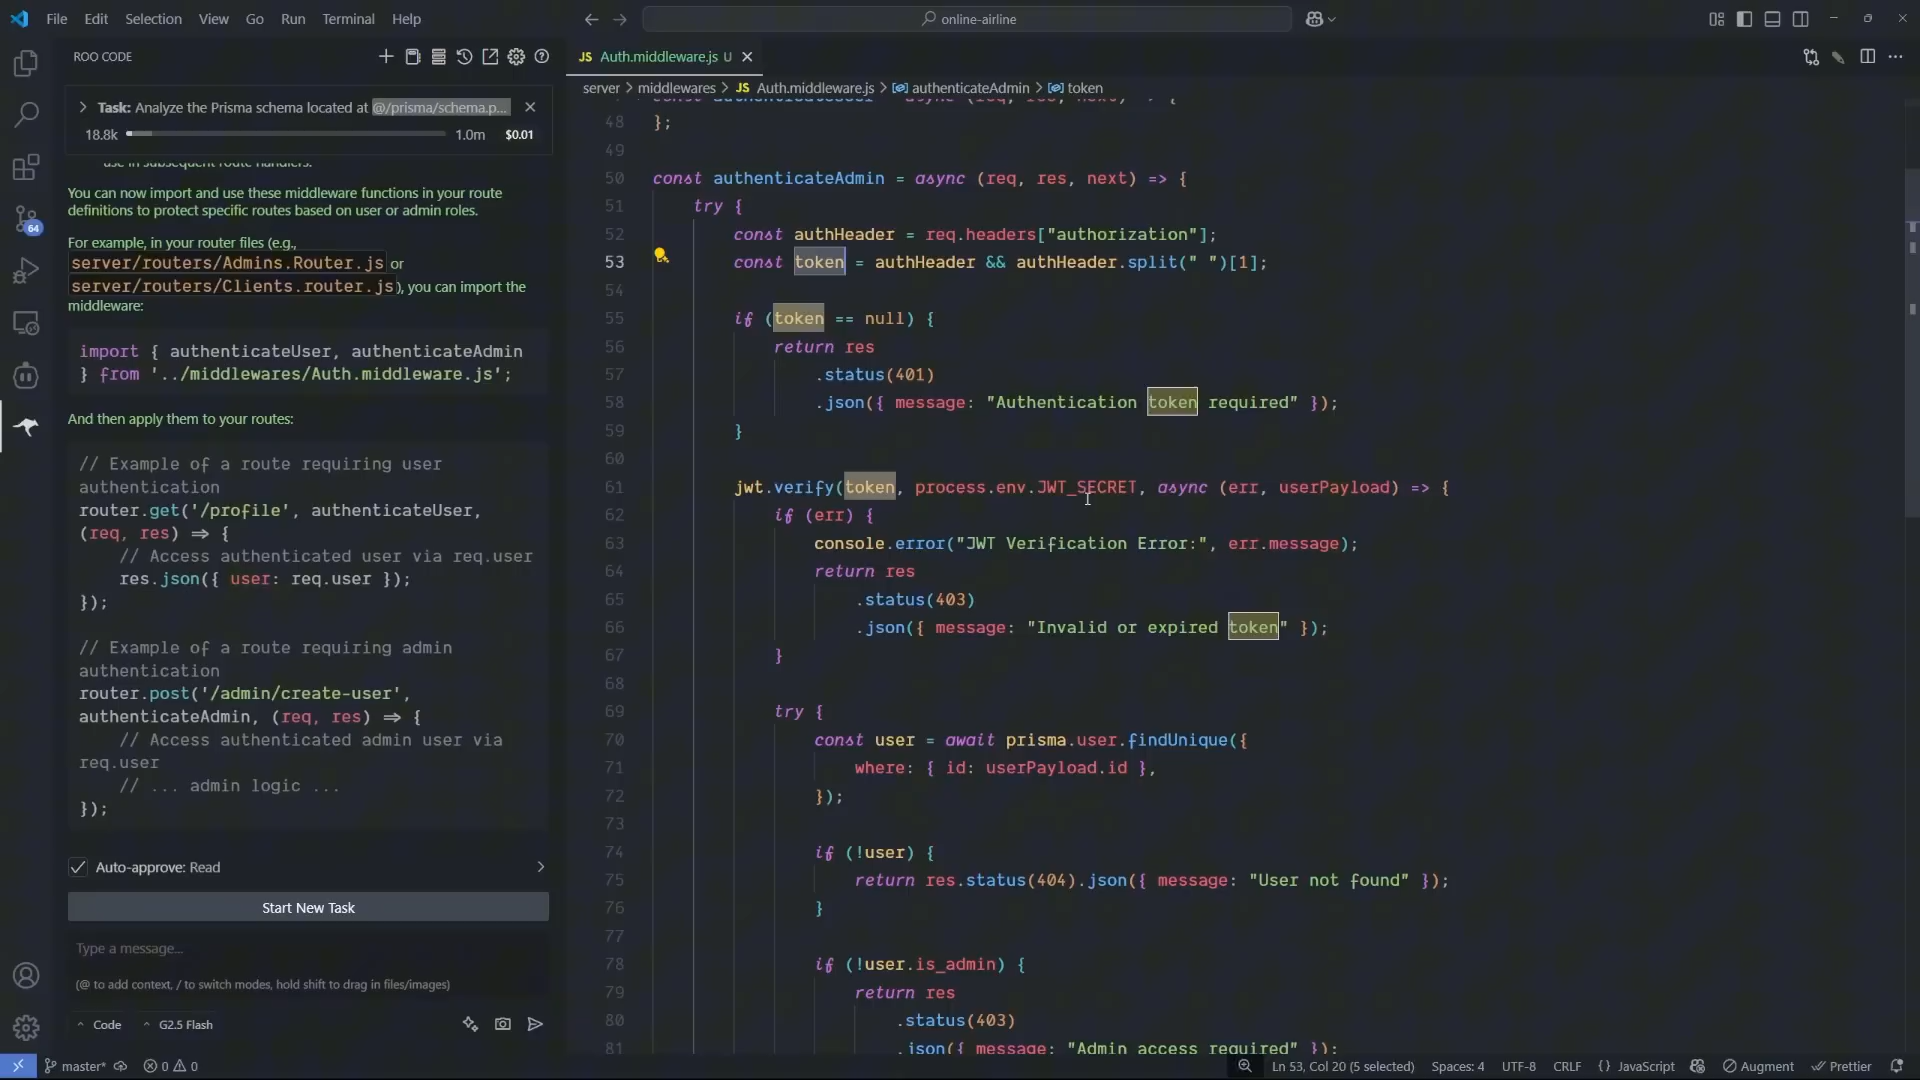 File Edit Selection View Go Run Terminal Help
online-airline
ROO CODE
Task: Analyze the Prisma schema located at @/prisma/schema.p...
18.8k 1.0m $0.01
use in subsequent route handlers.
You can now import and use these middleware functions in your route
definitions to protect specific routes based on user or admin roles.
For example, in your router files (e.g.,
server/routers/Admins.Router.js or
server/routers/Clients.router.js), you can import the
middleware:
import { authenticateUser, authenticateAdmin
} from '../middlewares/Auth.middleware.js';
And then apply them to your routes:
// Example of a route requiring user
authentication
router.get('/profile', authenticateUser,
(req, res) => {
// Access authenticated user via req.user
res.json({ user: req.user });
});
// Example of a route requiring admin
authentication
router.post('/admin/create-user',
authenticateAdmin, (req, res) => {
// Access authenticated admin user via
req.user
// ... admin logic ...
});
Auto-approve: Read
Start New Task
Type a message...
(@ to add context, / to switch modes, hold shift to drag in files/images)
Code G2.5 Flash
64
JS Auth.middleware.js U
server > middlewares > JS Auth.middleware.js > authenticateAdmin > token
48 };
49
50 const authenticateAdmin = async (req, res, next) => {
51 try {
52 const authHeader = req.headers["authorization"];
53 const token = authHeader && authHeader.split(" ")[1];
54
55 if (token == null) {
56 return res
57 .status(401)
58 .json({ message: "Authentication token required" });
59 }
60
61 jwt.verify(token, process.env.JWT_SECRET, async (err, userPayload) => {
62 if (err) {
63 console.error("JWT Verification Error:", err.message);
64 return res
65 .status(403)
66 .json({ message: "Invalid or expired token" });
67 }
68
69 try {
70 const user = await prisma.user.findUnique({
71 where: { id: userPayload.id },
72 });
73
74 if (!user) {
75 return res.status(404).json({ message: "User not found" });
76 }
77
78 if (!user.is_admin) {
79 return res
80 .status(403)
81 .json({ message: "Admin access required" });
master* 0 0
Ln 53, Col 20 (5 selected) Spaces: 4 UTF-8 CRLF {} JavaScript Augment Prettier